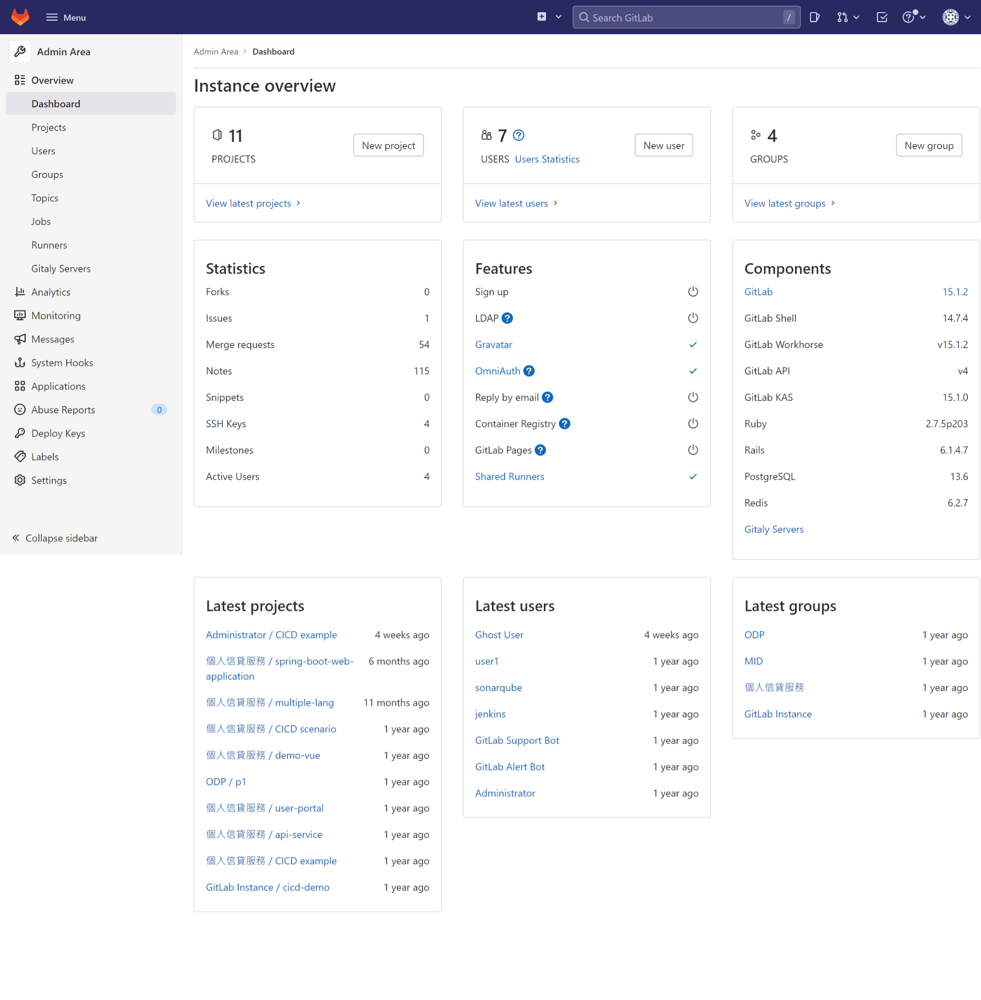 Menu
Search GitLab /
Admin Area
Overview
Dashboard
Projects
Users
Groups
Topics
Jobs
Runners
Gitaly Servers
Analytics
Monitoring
Messages
System Hooks
Applications
Abuse Reports 0
Deploy Keys
Labels
Settings
Collapse sidebar
Admin Area > Dashboard
Instance overview
11
PROJECTS
New project
View latest projects
7
USERS Users Statistics
New user
View latest users
4
GROUPS
New group
View latest groups
Statistics
Forks 0
Issues 1
Merge requests 54
Notes 115
Snippets 0
SSH Keys 4
Milestones 0
Active Users 4
Features
Sign up
LDAP
Gravatar
OmniAuth
Reply by email
Container Registry
GitLab Pages
Shared Runners
Components
GitLab 15.1.2
GitLab Shell 14.7.4
GitLab Workhorse v15.1.2
GitLab API v4
GitLab KAS 15.1.0
Ruby 2.7.5p203
Rails 6.1.4.7
PostgreSQL 13.6
Redis 6.2.7
Gitaly Servers
Latest projects
Administrator / CICD example 4 weeks ago
個人信貸服務 / spring-boot-web- 6 months ago
application
個人信貸服務 / multiple-lang 11 months ago
個人信貸服務 / CICD scenario 1 year ago
個人信貸服務 / demo-vue 1 year ago
ODP / p1 1 year ago
個人信貸服務 / user-portal 1 year ago
個人信貸服務 / api-service 1 year ago
個人信貸服務 / CICD example 1 year ago
GitLab Instance / cicd-demo 1 year ago
Latest users
Ghost User 4 weeks ago
user1 1 year ago
sonarqube 1 year ago
jenkins 1 year ago
GitLab Support Bot 1 year ago
GitLab Alert Bot 1 year ago
Administrator 1 year ago
Latest groups
ODP 1 year ago
MID 1 year ago
個人信貸服務 1 year ago
GitLab Instance 1 year ago